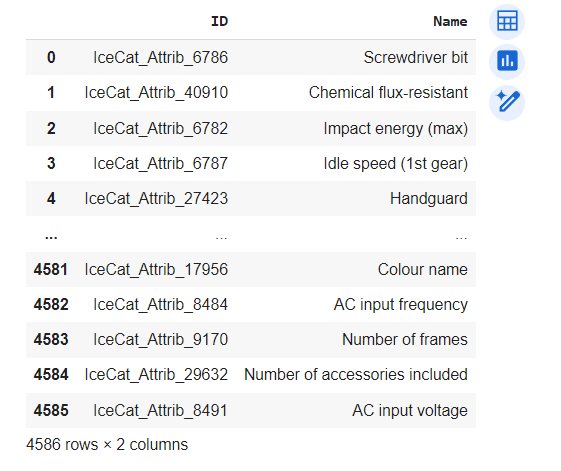 ID Name
0 IceCat_Attrib_6786 Screwdriver bit
1 IceCat_Attrib_40910 Chemical flux-resistant
2 IceCat_Attrib_6782 Impact energy (max)
3 IceCat_Attrib_6787 Idle speed (1st gear)
4 IceCat_Attrib_27423 Handguard
... ... ...
4581 IceCat_Attrib_17956 Colour name
4582 IceCat_Attrib_8484 AC input frequency
4583 IceCat_Attrib_9170 Number of frames
4584 IceCat_Attrib_29632 Number of accessories included
4585 IceCat_Attrib_8491 AC input voltage
4586 rows × 2 columns